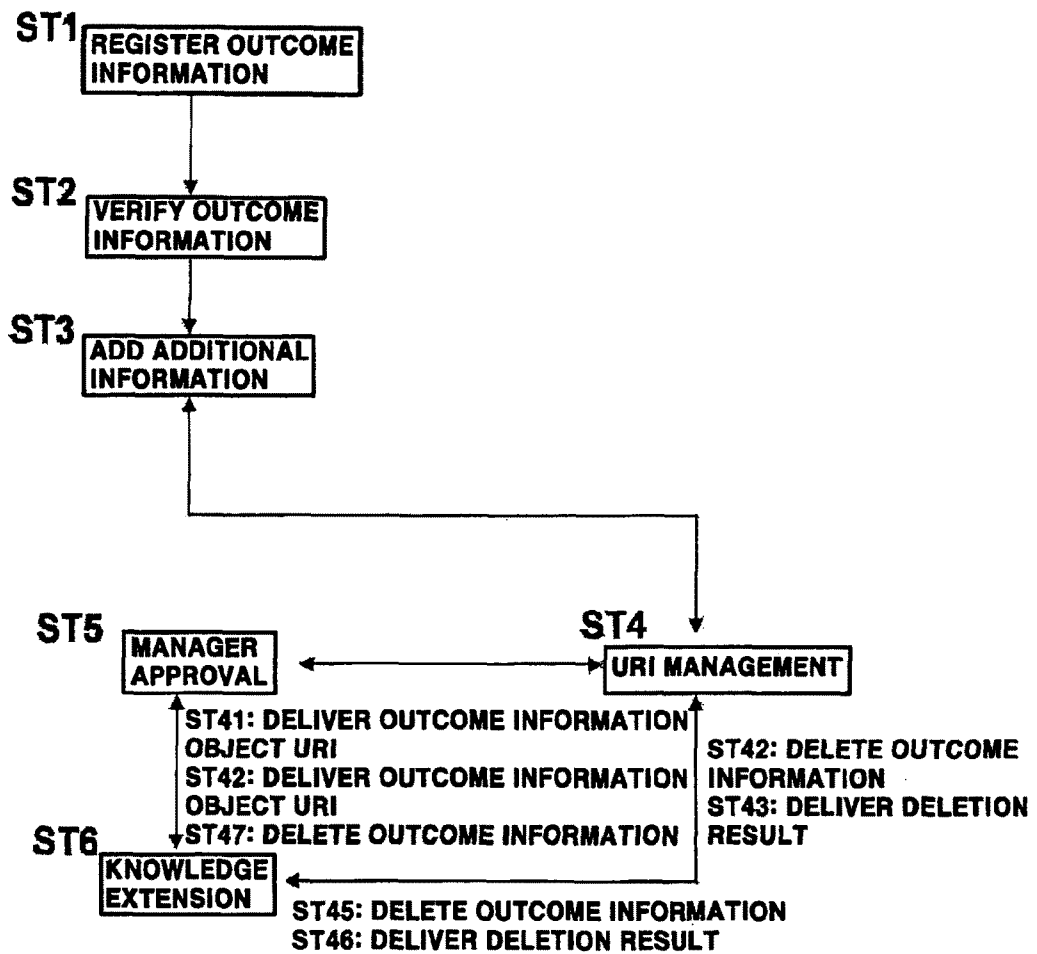 ST1
REGISTER OUTCOME
INFORMATION
ST2
VERIFY OUTCOME
INFORMATION
ST3
ADD ADDITIONAL
INFORMATION
ST5
MANAGER
APPROVAL
ST4
URI MANAGEMENT
ST41: DELIVER OUTCOME INFORMATION
OBJECT URI
ST42: DELIVER OUTCOME INFORMATION
OBJECT URI
ST47: DELETE OUTCOME INFORMATION
ST42: DELETE OUTCOME
INFORMATION
ST43: DELIVER DELETION
RESULT
ST6
KNOWLEDGE
EXTENSION
ST45: DELETE OUTCOME INFORMATION
ST46: DELIVER DELETION RESULT